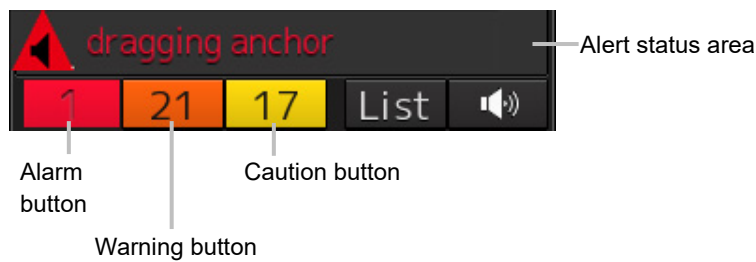 dragging anchor
Alert status area
1 21 17 List
Alarm
button
Caution button
Warning button